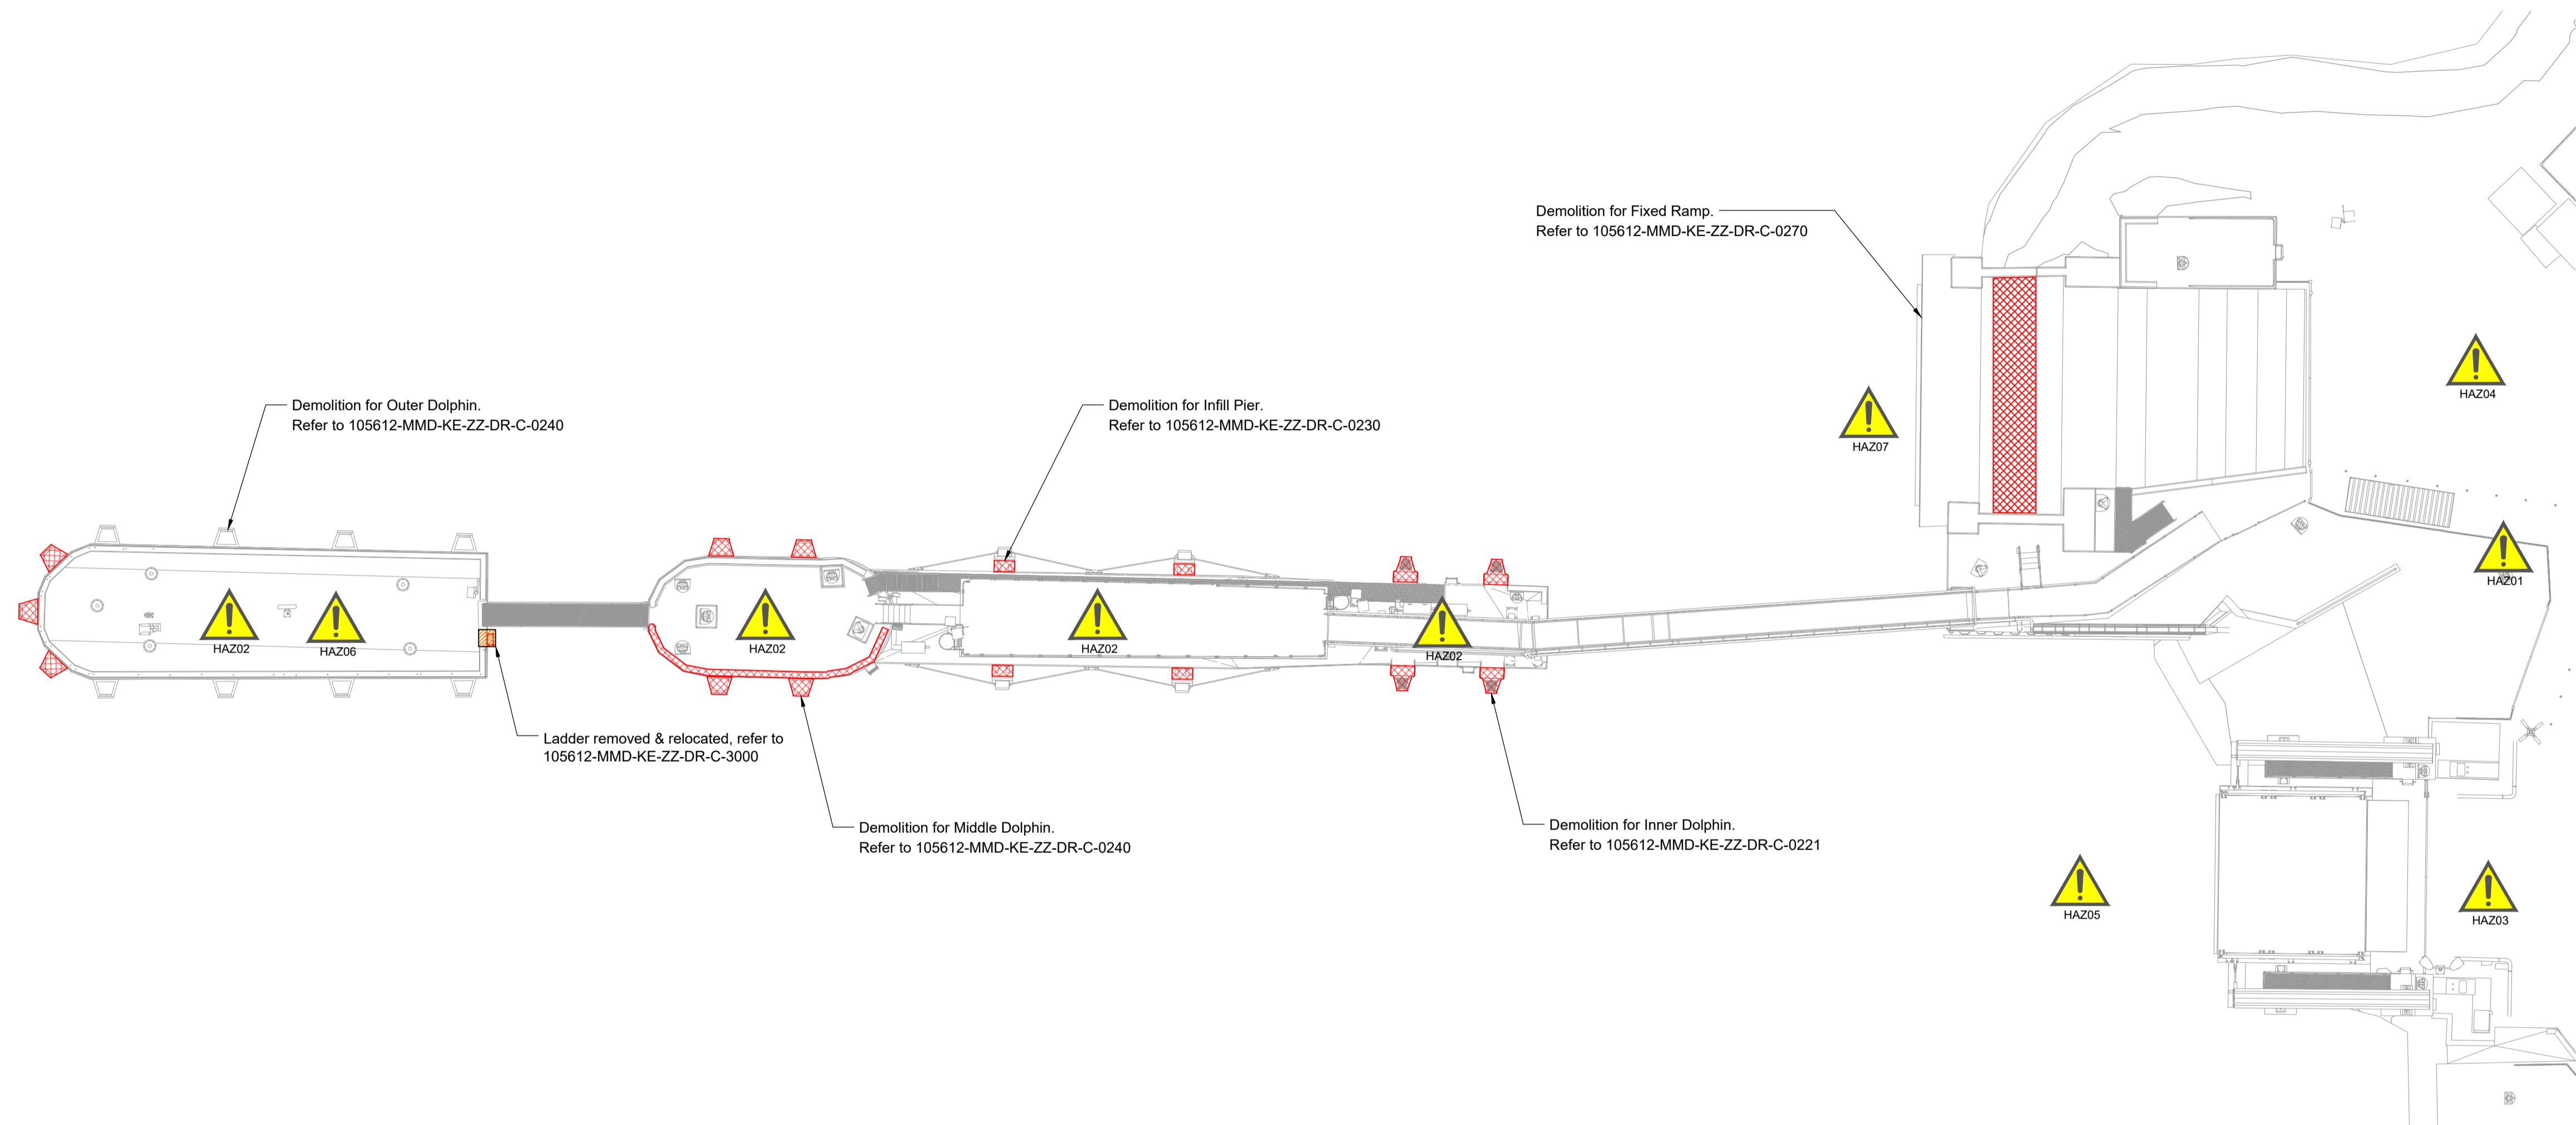 Demolition for Fixed Ramp.
Refer to 105612-MMD-KE-ZZ-DR-C-0270
HAZ04
HAZ07
Demolition for Outer Dolphin.
Refer to 105612-MMD-KE-ZZ-DR-C-0240
Demolition for Infill Pier.
Refer to 105612-MMD-KE-ZZ-DR-C-0230
HAZ01
HAZ02
HAZ06
HAZ02
HAZ02
HAZ02
Ladder removed & relocated, refer to
105612-MMD-KE-ZZ-DR-C-3000
Demolition for Middle Dolphin.
Refer to 105612-MMD-KE-ZZ-DR-C-0240
Demolition for Inner Dolphin.
Refer to 105612-MMD-KE-ZZ-DR-C-0221
HAZ05
HAZ03